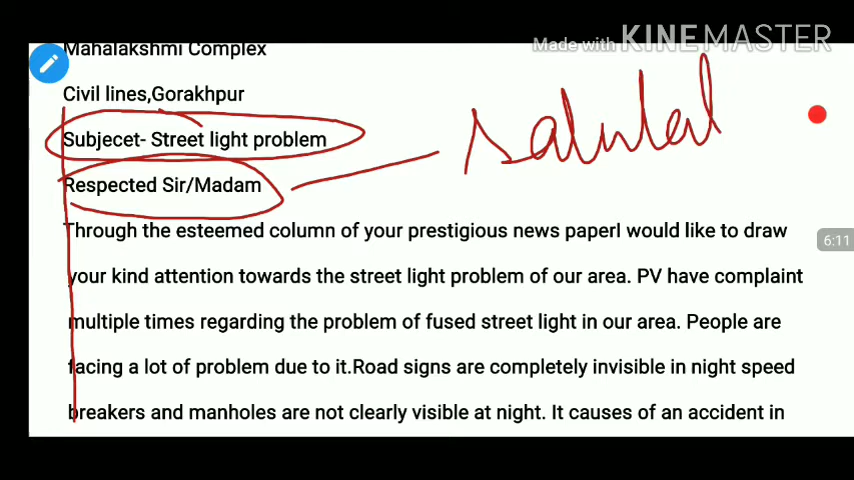 Made with KINEMASTER
Mahalakshmi Complex
Civil lines,Gorakhpur
Subjecet- Street light problem
Respected Sir/Madam
Through the esteemed column of your prestigious news paperI would like to draw
6:11
your kind attention towards the street light problem of our area. PV have complaint
multiple times regarding the problem of fused street light in our area. People are
facing a lot of problem due to it.Road signs are completely invisible in night speed
breakers and manholes are not clearly visible at night. It causes of an accident in